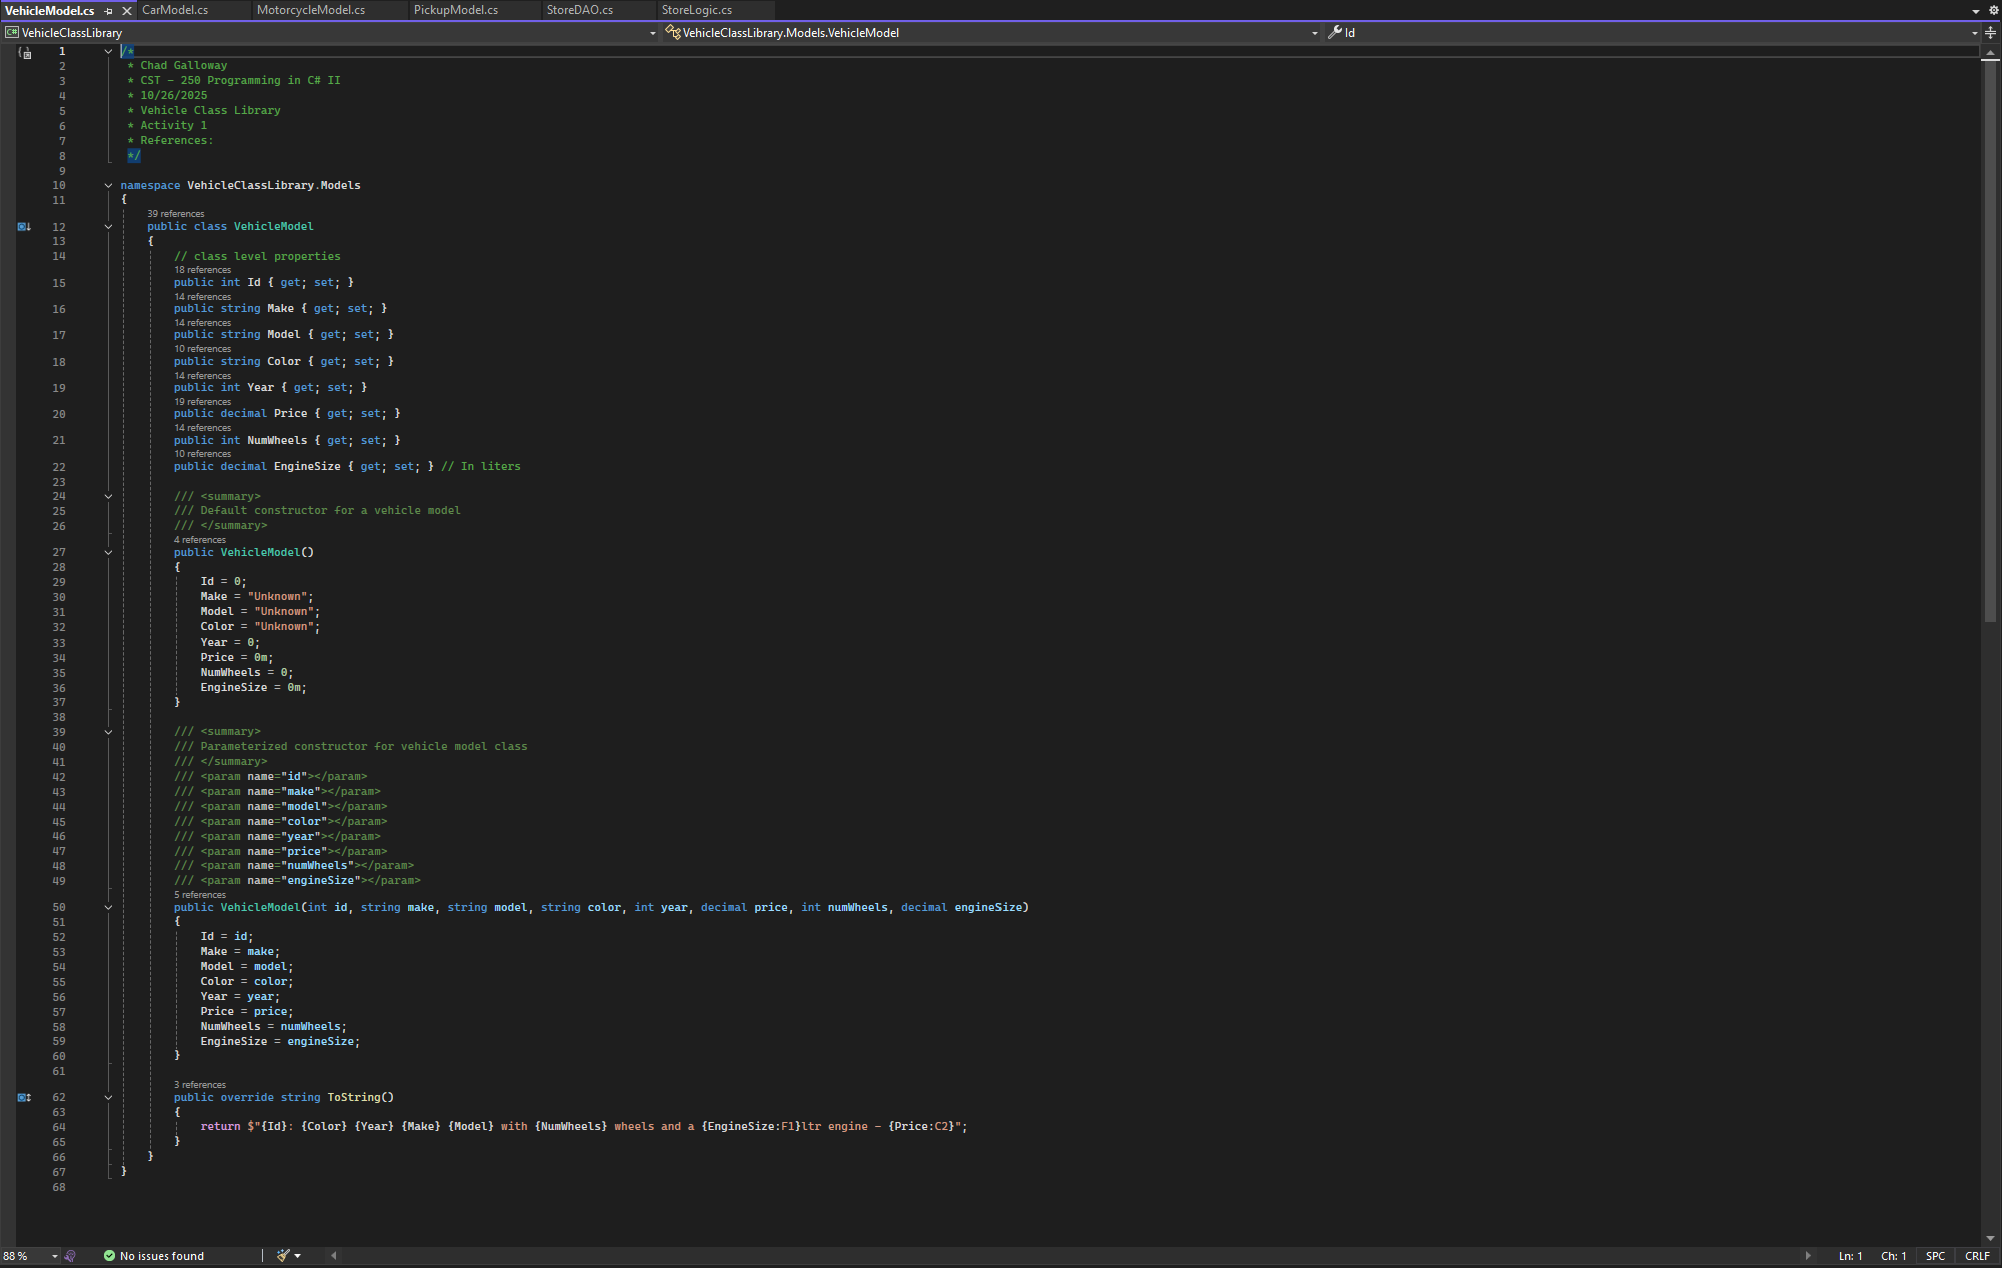 VehicleModel.cs
CarModel.cs
MotorcycleModel.cs
PickupModel.cs
StoreDAO.cs
StoreLogic.cs
C# VehicleClassLibrary
VehicleClassLibrary.Models.VehicleModel
Id
1 /*
2 * Chad Galloway
3 * CST - 250 Programming in C# II
4 * 10/26/2025
5 * Vehicle Class Library
6 * Activity 1
7 * References:
8 */
9
10 namespace VehicleClassLibrary.Models
11 {
39 references
12 public class VehicleModel
13 {
14 // class level properties
18 references
15 public int Id { get; set; }
14 references
16 public string Make { get; set; }
14 references
17 public string Model { get; set; }
10 references
18 public string Color { get; set; }
14 references
19 public int Year { get; set; }
19 references
20 public decimal Price { get; set; }
14 references
21 public int NumWheels { get; set; }
10 references
22 public decimal EngineSize { get; set; } // In liters
23
24 /// <summary>
25 /// Default constructor for a vehicle model
26 /// </summary>
4 references
27 public VehicleModel()
28 {
29 Id = 0;
30 Make = "Unknown";
31 Model = "Unknown";
32 Color = "Unknown";
33 Year = 0;
34 Price = 0m;
35 NumWheels = 0;
36 EngineSize = 0m;
37 }
38
39 /// <summary>
40 /// Parameterized constructor for vehicle model class
41 /// </summary>
42 /// <param name="id"></param>
43 /// <param name="make"></param>
44 /// <param name="model"></param>
45 /// <param name="color"></param>
46 /// <param name="year"></param>
47 /// <param name="price"></param>
48 /// <param name="numWheels"></param>
49 /// <param name="engineSize"></param>
5 references
50 public VehicleModel(int id, string make, string model, string color, int year, decimal price, int numWheels, decimal engineSize)
51 {
52 Id = id;
53 Make = make;
54 Model = model;
55 Color = color;
56 Year = year;
57 Price = price;
58 NumWheels = numWheels;
59 EngineSize = engineSize;
60 }
61
3 references
62 public override string ToString()
63 {
64 return $"{Id}: {Color} {Year} {Make} {Model} with {NumWheels} wheels and a {EngineSize:F1}ltr engine - {Price:C2}";
65 }
66 }
67 }
68
88 %
No issues found
Ln: 1
Ch: 1
SPC
CRLF